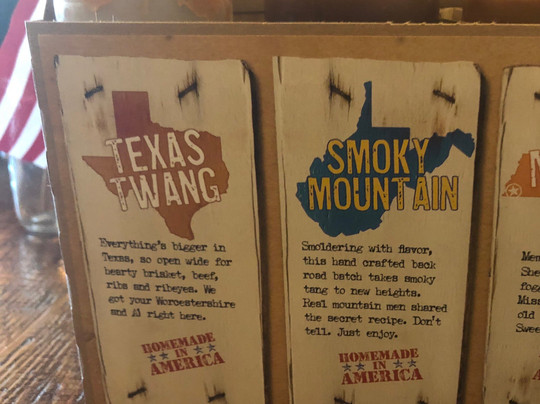 TEXAS
TWANG
Everything's bigger in
Texas, so open wide for
hearty brisket, beef,
ribs and ribeyes. We
got your Worcestershire
and A1 right here.
HOMEMADE
IN
AMERICA
SMOKY
MOUNTAIN
Smoldering with flavor,
this hand crafted back
road batch takes smoky
tang to new heights.
Real mountain men shared
the secret recipe. Don't
tell. Just enjoy.
HOMEMADE
IN
AMERICA
old